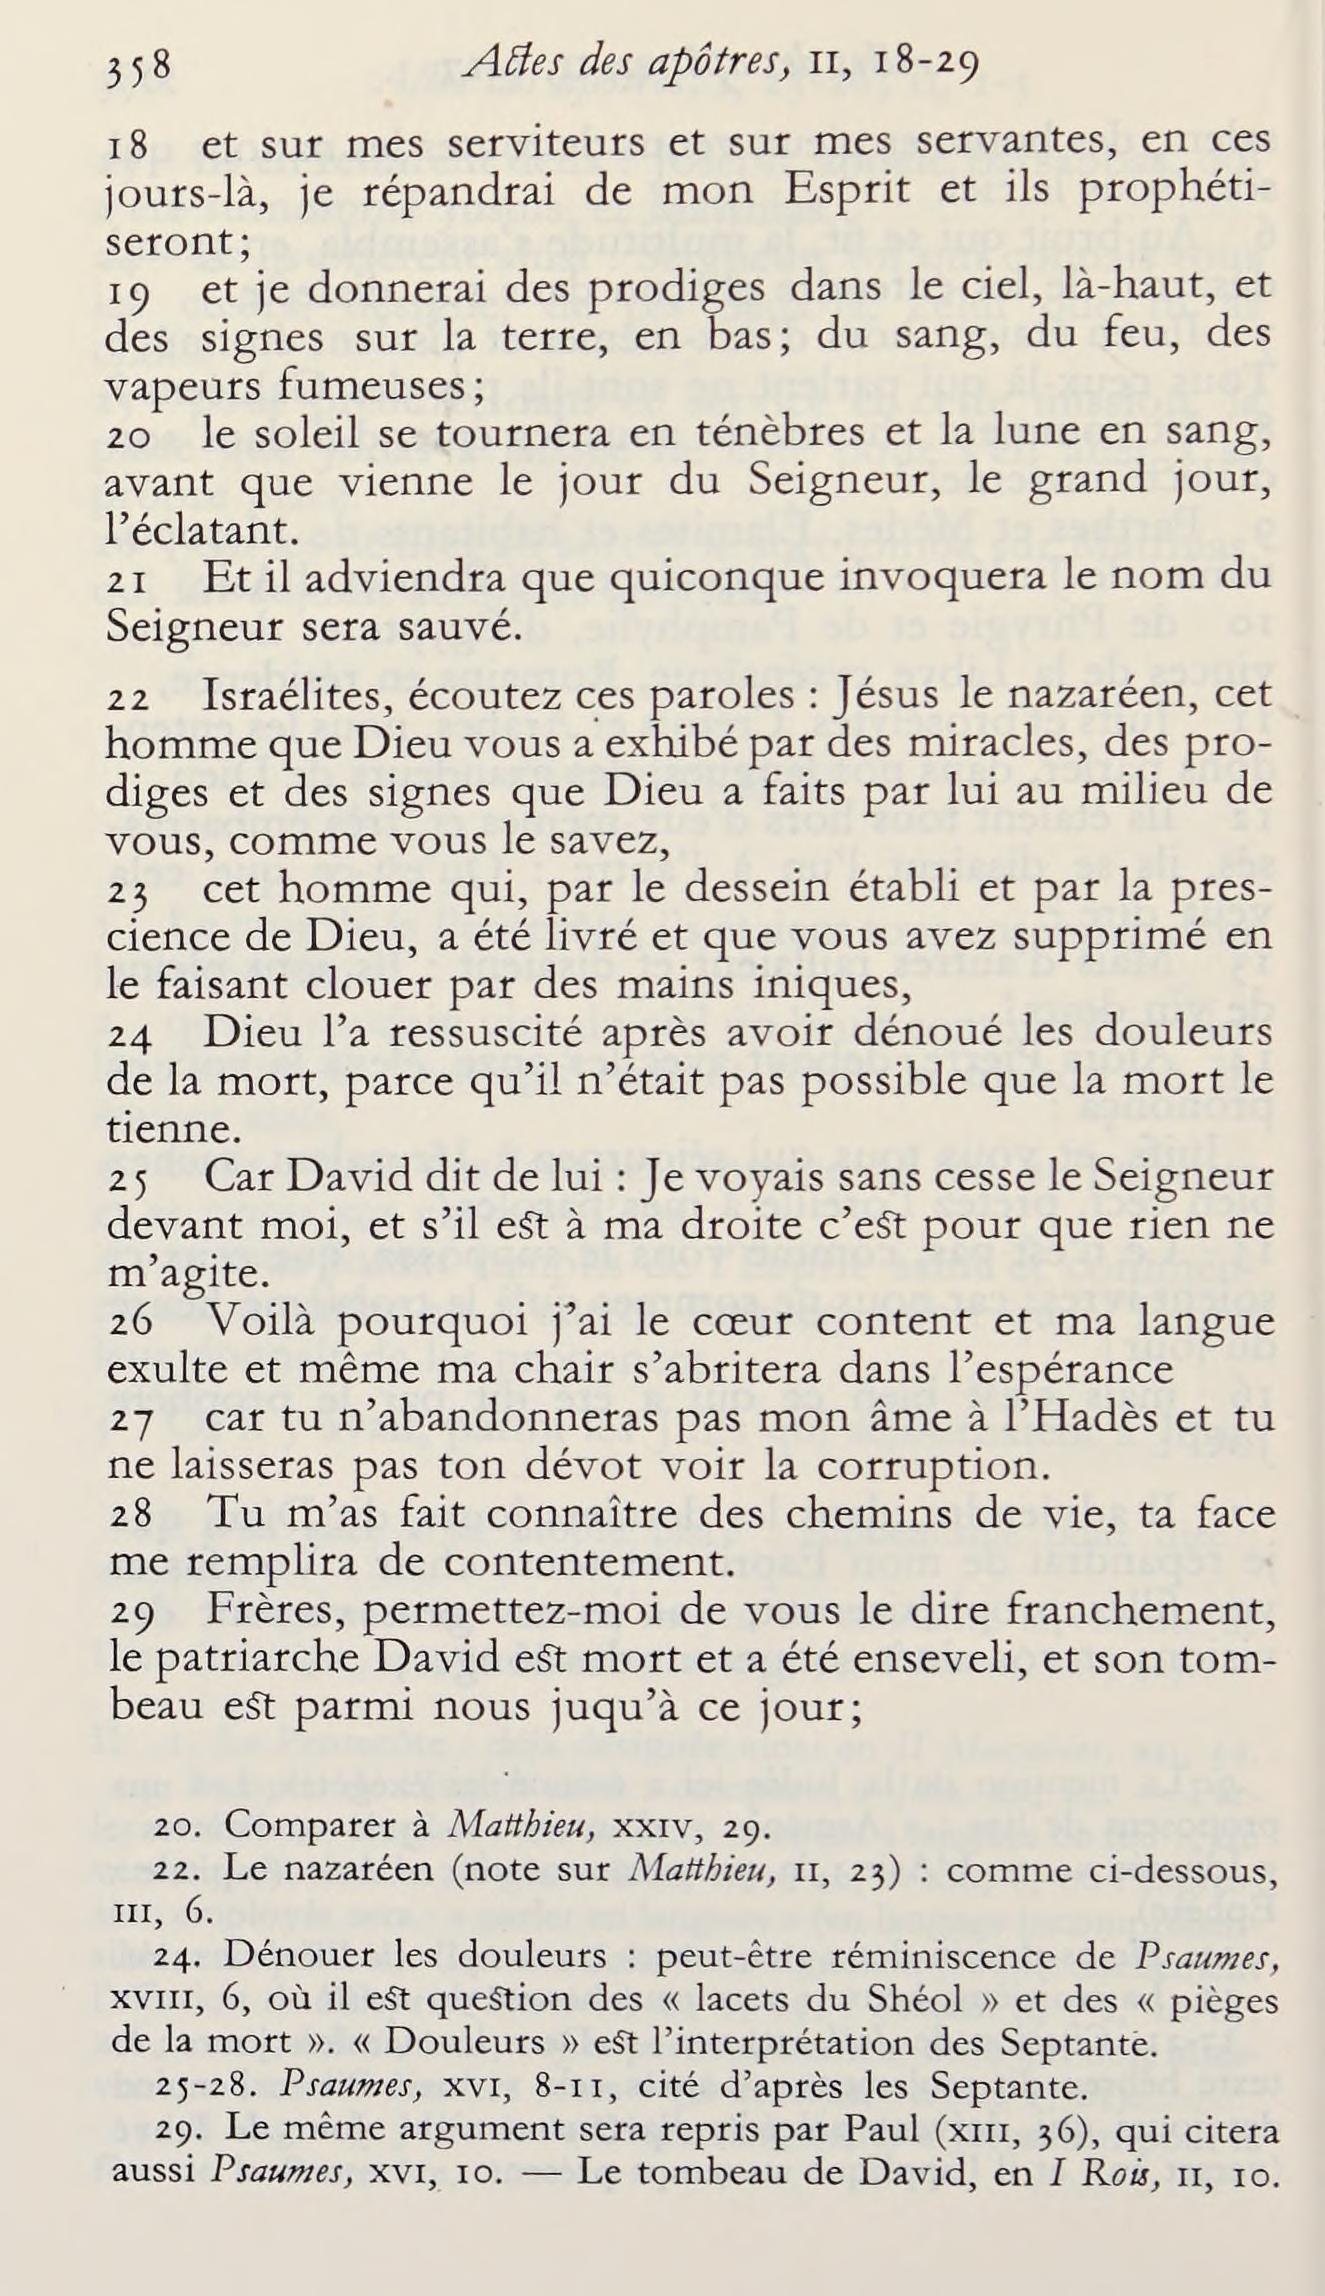 358 Actes des apôtres, II, 18-29
18 et sur mes serviteurs et sur mes servantes, en ces
jours-là, je répandrai de mon Esprit et ils prophéti-
seront;
19 et je donnerai des prodiges dans le ciel, là-haut, et
des signes sur la terre, en bas; du sang, du feu, des
vapeurs fumeuses;
20 le soleil se tournera en ténèbres et la lune en sang,
avant que vienne le jour du Seigneur, le grand jour,
l'éclatant.
21 Et il adviendra que quiconque invoquera le nom du
Seigneur sera sauvé.
22 Israélites, écoutez ces paroles : Jésus le nazaréen, cet
homme que Dieu vous a exhibé par des miracles, des pro-
diges et des signes que Dieu a faits par lui au milieu de
vous, comme vous le savez,
23 cet homme qui, par le dessein établi et par la pres-
cience de Dieu, a été livré et que vous avez supprimé en
le faisant clouer par des mains iniques,
24 Dieu l'a ressuscité après avoir dénoué les douleurs
de la mort, parce qu'il n'était pas possible que la mort le
tienne.
25 Car David dit de lui : Je voyais sans cesse le Seigneur
devant moi, et s'il est à ma droite c'est pour que rien ne
m'agite.
26 Voilà pourquoi j'ai le cœur content et ma langue
exulte et même ma chair s'abritera dans l'espérance
27 car tu n'abandonneras pas mon âme à l'Hadès et tu
ne laisseras pas ton dévot voir la corruption.
28 Tu m'as fait connaître des chemins de vie, ta face
me remplira de contentement.
29 Frères, permettez-moi de vous le dire franchement,
le patriarche David est mort et a été enseveli, et son tom-
beau est parmi nous juqu'à ce jour;
20. Comparer à Matthieu, XXIV, 29.
22. Le nazaréen (note sur Matthieu, II, 23) : comme ci-dessous,
III, 6.
24. Dénouer les douleurs : peut-être réminiscence de Psaumes,
XVIII, 6, où il est question des « lacets du Shéol » et des « pièges
de la mort ». « Douleurs » est l'interprétation des Septante.
25-28. Psaumes, XVI, 8-11, cité d'après les Septante.
29. Le même argument sera repris par Paul (XIII, 36), qui citera
aussi Psaumes, XVI, 10. — Le tombeau de David, en I Rois, II, 10.